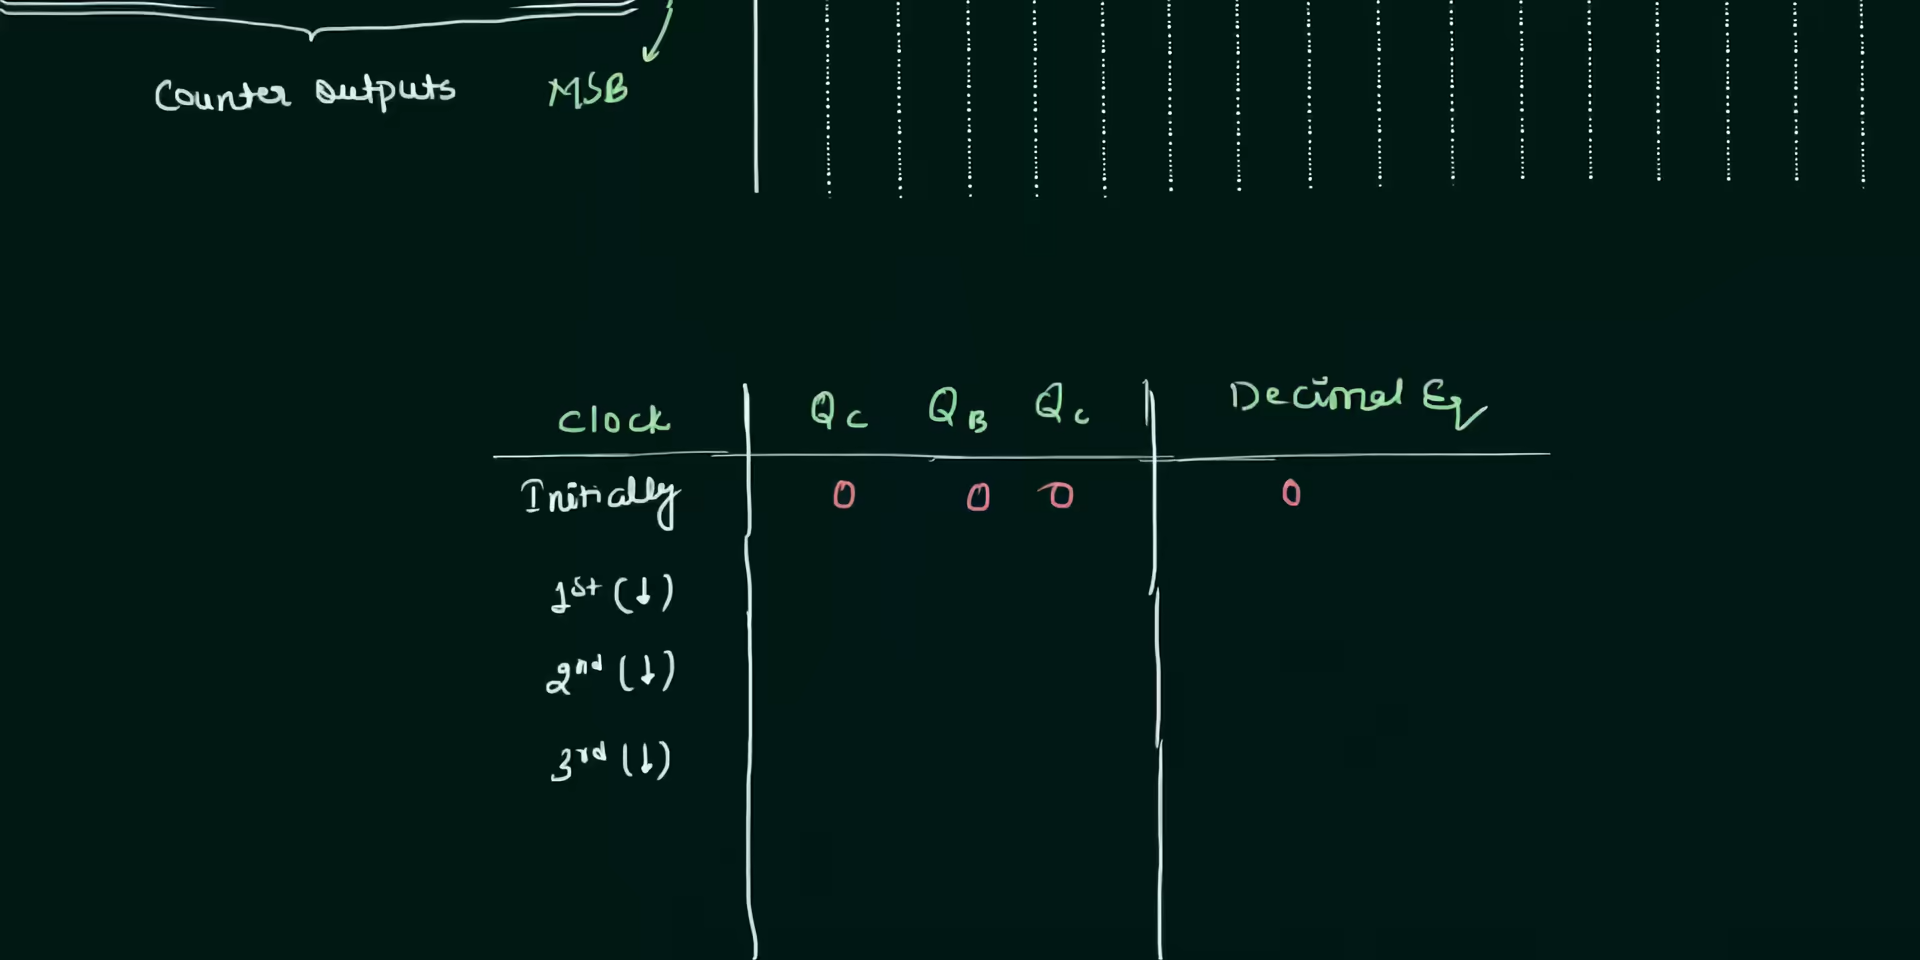 Counter Outputs MSB
Clock QC QB QC Decimal Eq
Initially 0 0 0 0
1st (↓)
2nd (↓)
3rd (↓)